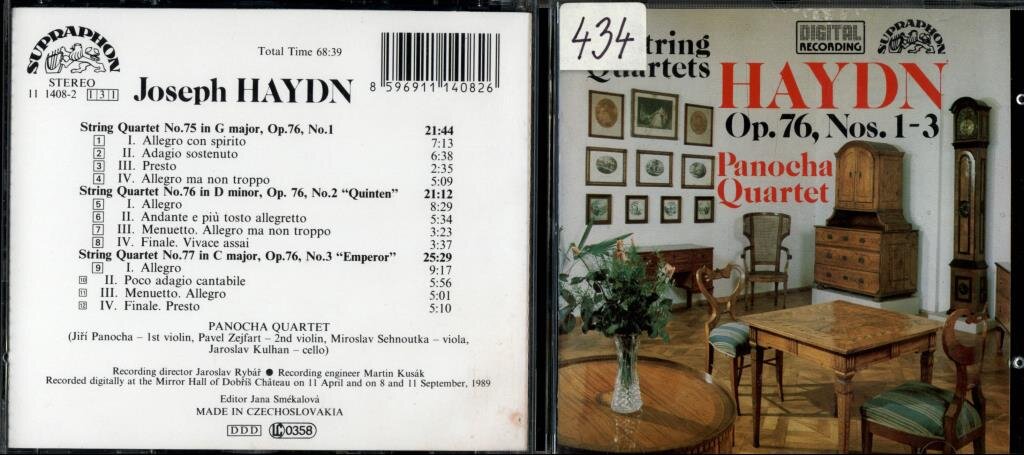 SUPRAPHON
STEREO
11 1408-2 1 3 1
Total Time 68:39
8 596911 140826
Joseph HAYDN
String Quartet No.75 in G major, Op.76, No.1 21:44
1 I. Allegro con spirito 7:13
2 II. Adagio sostenuto 6:38
3 III. Presto 2:35
4 IV. Allegro ma non troppo 5:09
String Quartet No.76 in D minor, Op. 76, No.2 “Quinten” 21:12
5 I. Allegro 8:29
6 II. Andante e più tosto allegretto 5:34
7 III. Menuetto. Allegro ma non troppo 3:23
8 IV. Finale. Vivace assai 3:37
String Quartet No.77 in C major, Op.76, No.3 “Emperor” 25:29
9 I. Allegro 9:17
10 II. Poco adagio cantabile 5:56
11 III. Menuetto. Allegro 5:01
12 IV. Finale. Presto 5:10
PANOCHA QUARTET
(Jiří Panocha – 1st violin, Pavel Zejfart – 2nd violin, Miroslav Sehnoutka – viola,
Jaroslav Kulhan – cello)
Recording director Jaroslav Rybář ● Recording engineer Martin Kusák
Recorded digitally at the Mirror Hall of Dobříš Château on 11 April and on 8 and 11 September, 1989
Editor Jana Smékalová
MADE IN CZECHOSLOVAKIA
DDD LC 0358
434
String
Quartets
DIGITAL
RECORDING
SUPRAPHON
HAYDN
Op. 76, Nos. 1-3
Panocha
Quartet